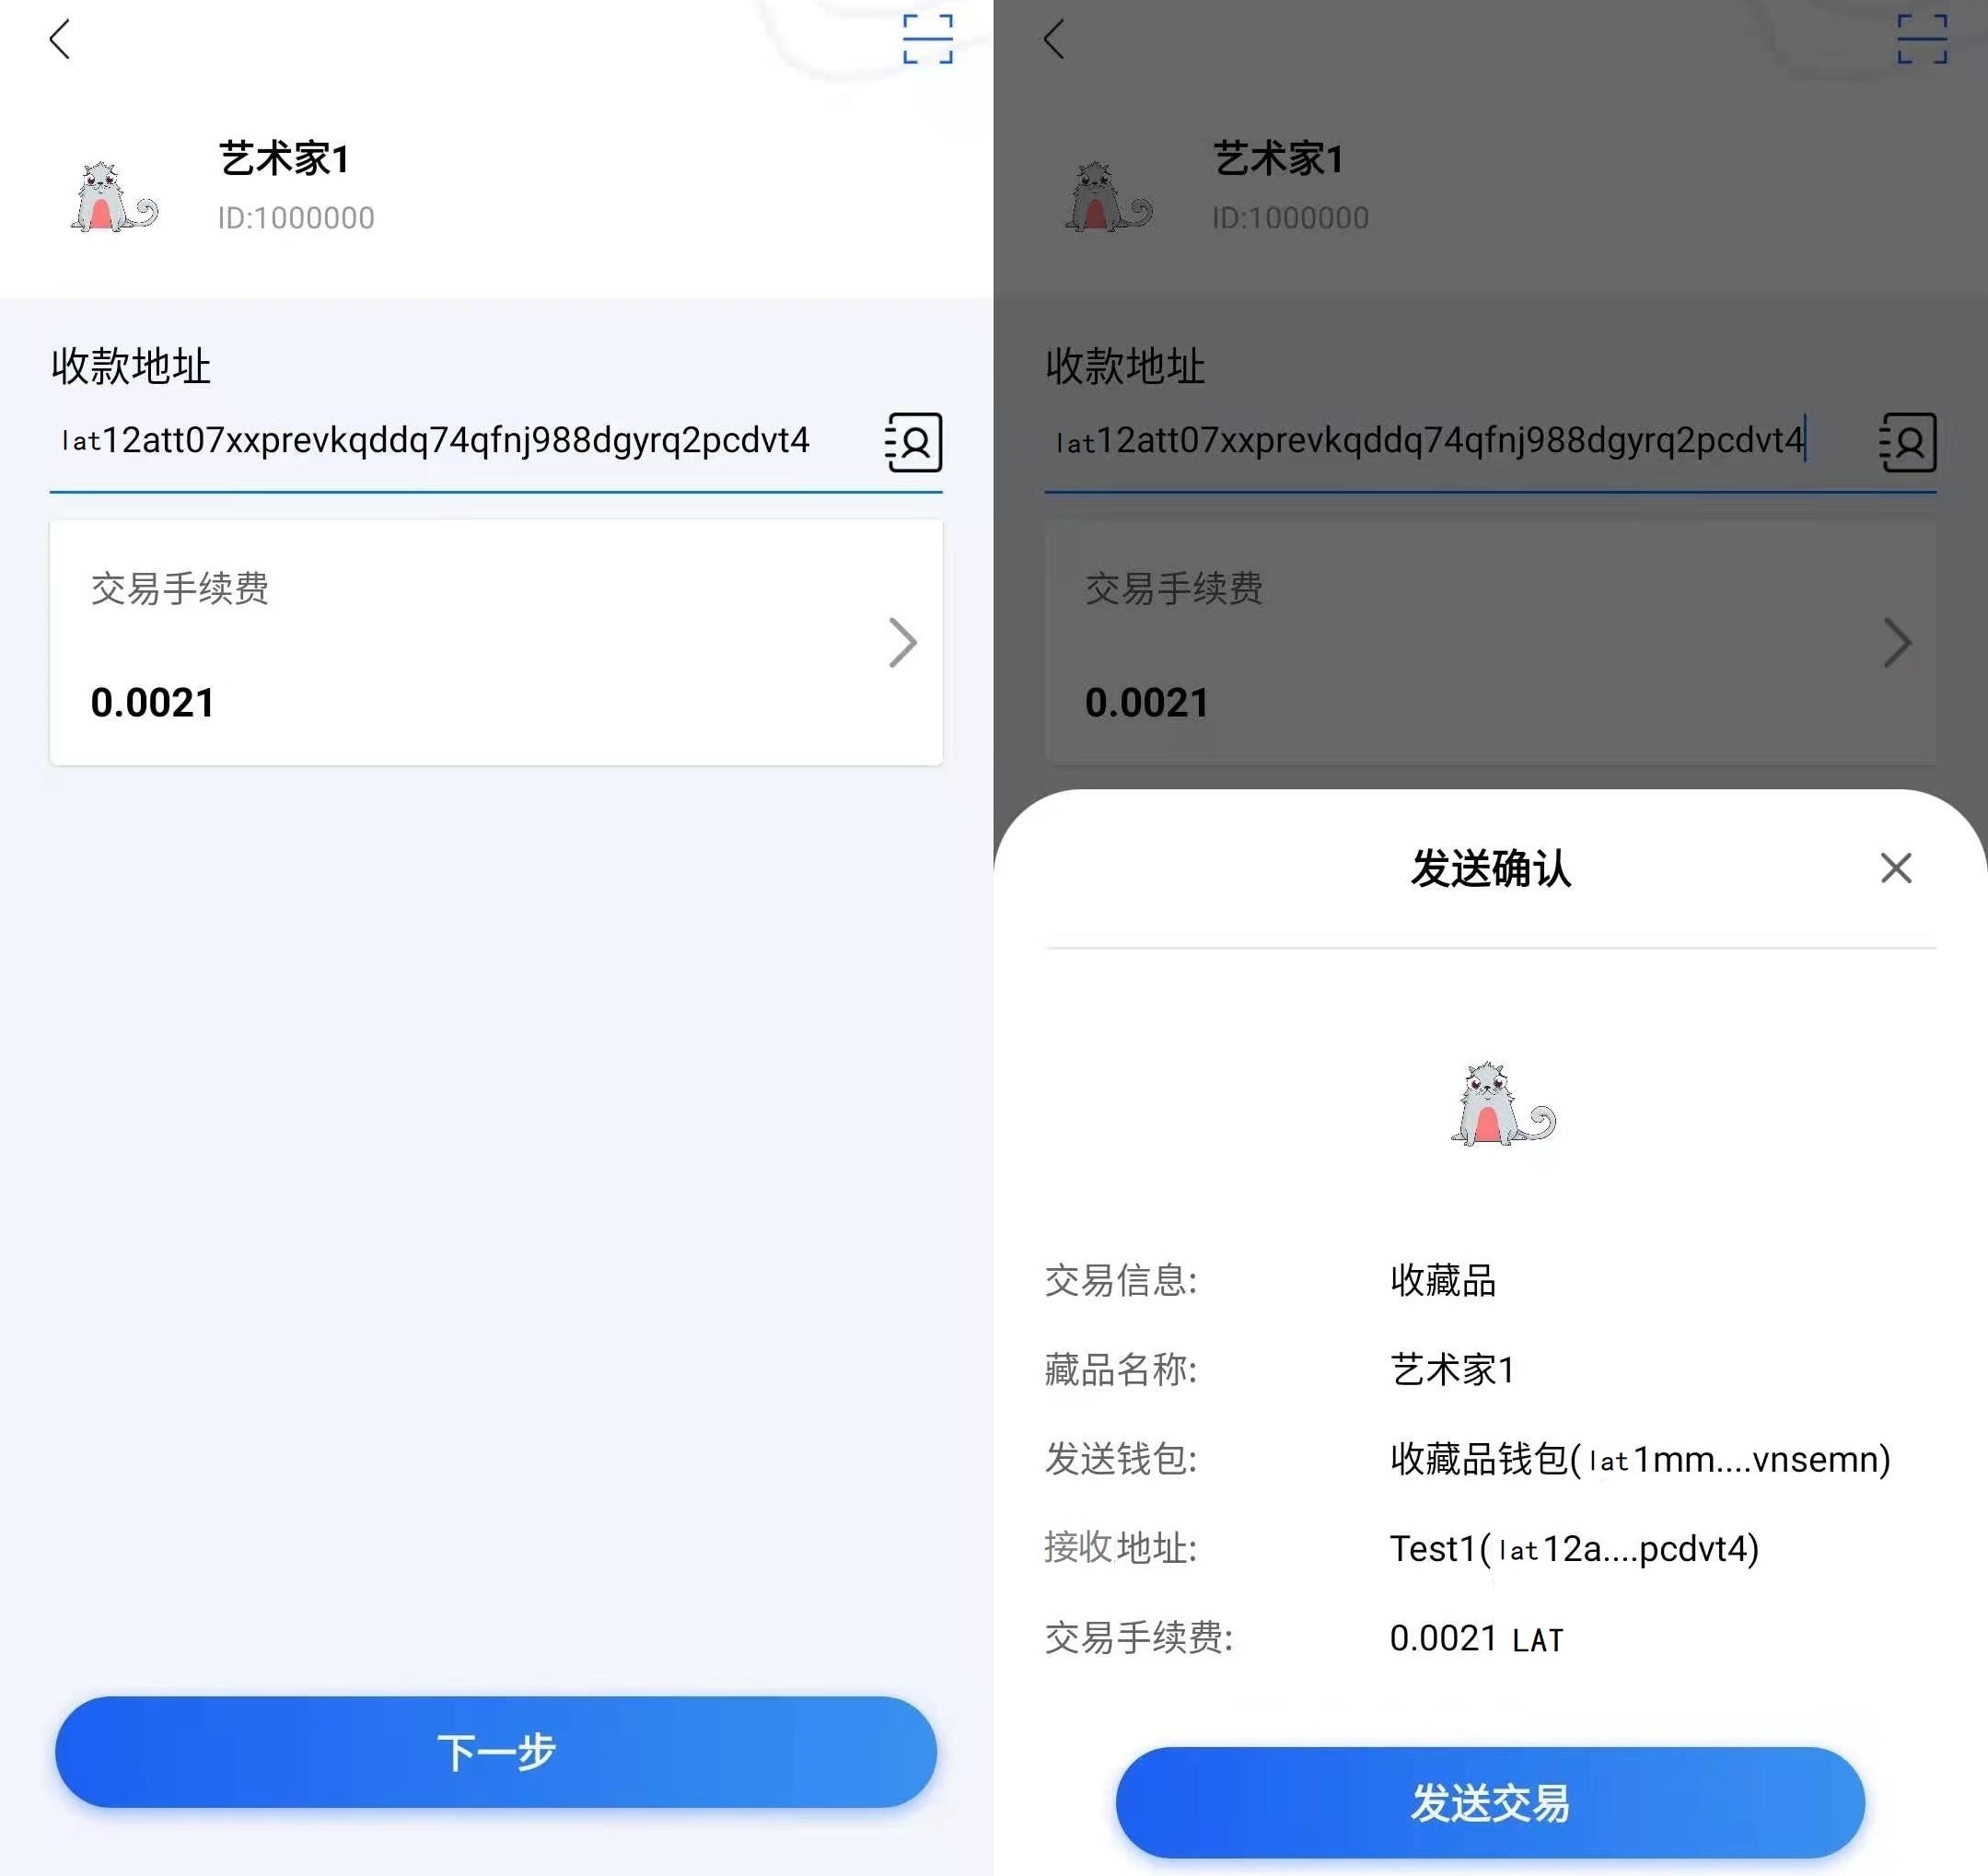 艺术家1
ID:1000000
收款地址
lat12att07xxprevkqddq74qfnj988dgyrq2pcdvt4
交易手续费
0.0021
下一步
艺术家1
ID:1000000
收款地址
lat12att07xxprevkqddq74qfnj988dgyrq2pcdvt4
交易手续费
0.0021
发送确认
交易信息: 收藏品
藏品名称: 艺术家1
发送钱包: 收藏品钱包(lat1mm....vnsemn)
接收地址: Test1(lat12a....pcdvt4)
交易手续费: 0.0021 LAT
发送交易